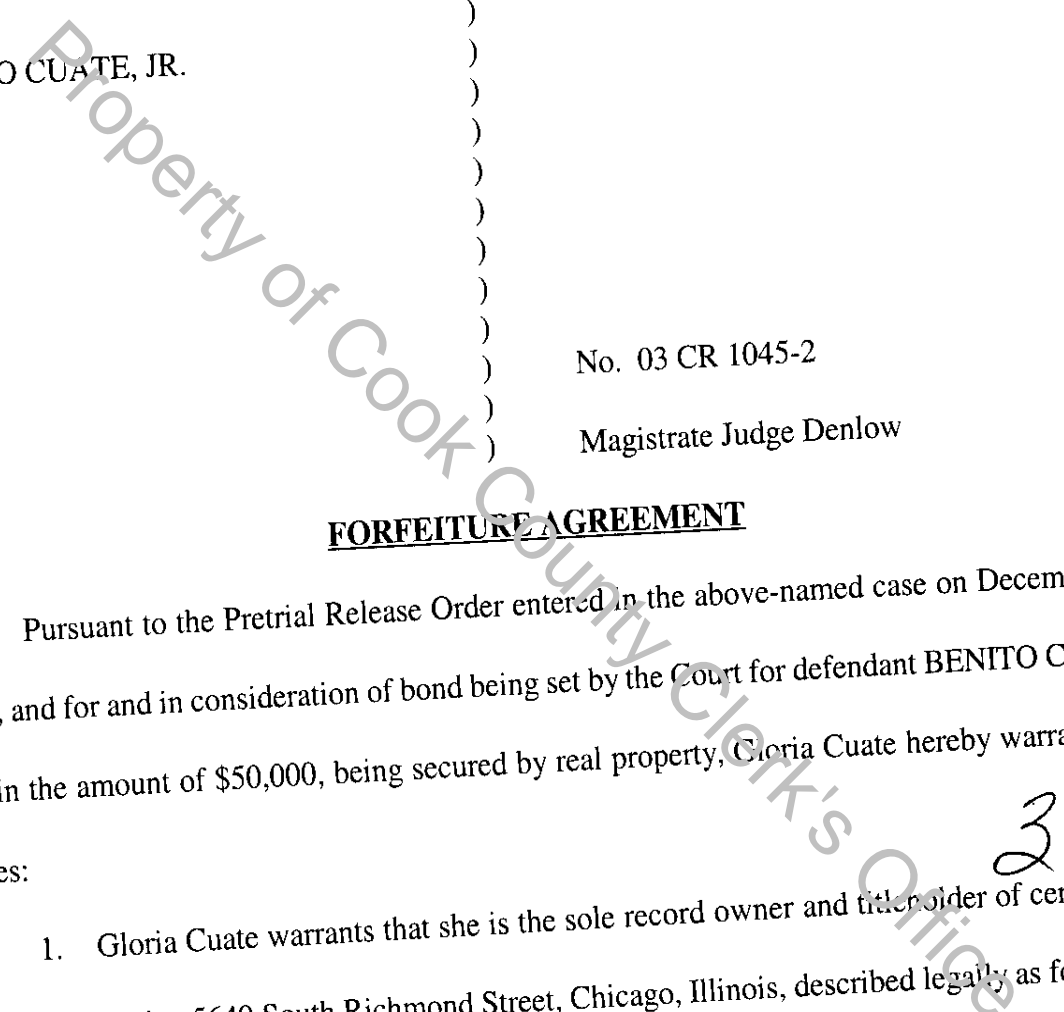 O CUATE, JR.
)
)
)
)
)
)
)
)
)
)
)
)
No. 03 CR 1045-2
Magistrate Judge Denlow
FORFEITURE AGREEMENT
Pursuant to the Pretrial Release Order entered in the above-named case on Decem
, and for and in consideration of bond being set by the Court for defendant BENITO C
in the amount of $50,000, being secured by real property, Gloria Cuate hereby warra
3
es:
1. Gloria Cuate warrants that she is the sole record owner and titleholder of cer
South Richmond Street, Chicago, Illinois, described legally as fo
Property of Cook County Clerk's Office